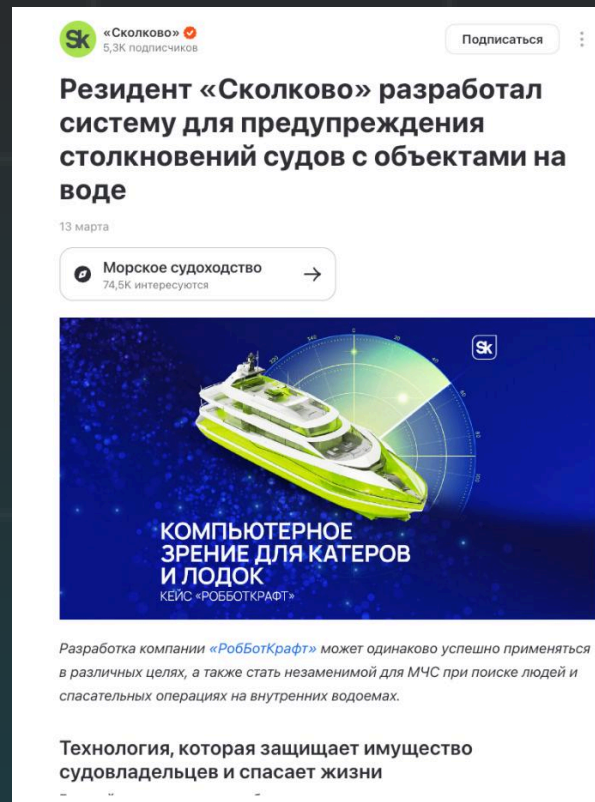 Sk
«Сколково»
5,3K подписчиков
Подписаться
Резидент «Сколково» разработал
систему для предупреждения
столкновений судов с объектами на
воде
13 марта
Морское судоходство
74,5K интересуются
Sk
КОМПЬЮТЕРНОЕ
ЗРЕНИЕ ДЛЯ КАТЕРОВ
И ЛОДОК
КЕЙС «РОББОТКРАФТ»
Разработка компании «РобБотКрафт» может одинаково успешно применяться
в различных целях, а также стать незаменимой для МЧС при поиске людей и
спасательных операциях на внутренних водоемах.
Технология, которая защищает имущество
судовладельцев и спасает жизни